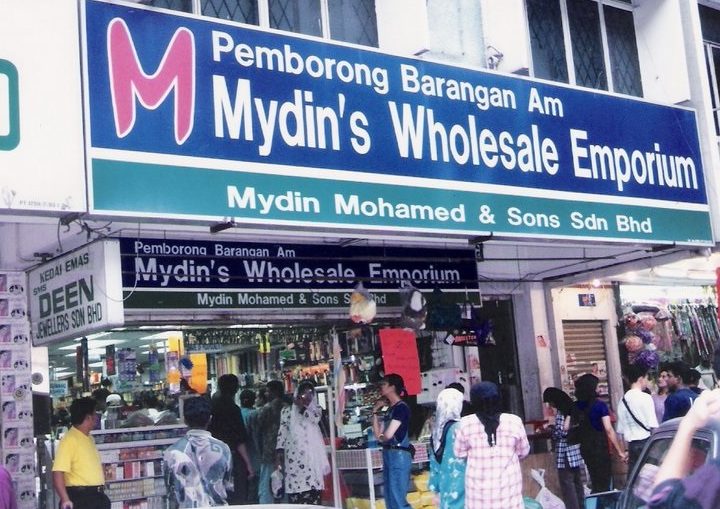 M
Pemborong Barangan Am
Mydin's Wholesale Emporium
Mydin Mohamed & Sons Sdn Bhd
Pemborong Barangan Am
Mydin's Wholesale Emporium
Mydin Mohamed & Sons Sdn Bhd
KEDAI EMAS
SMS
DEEN
JEWELLERS SDN BHD